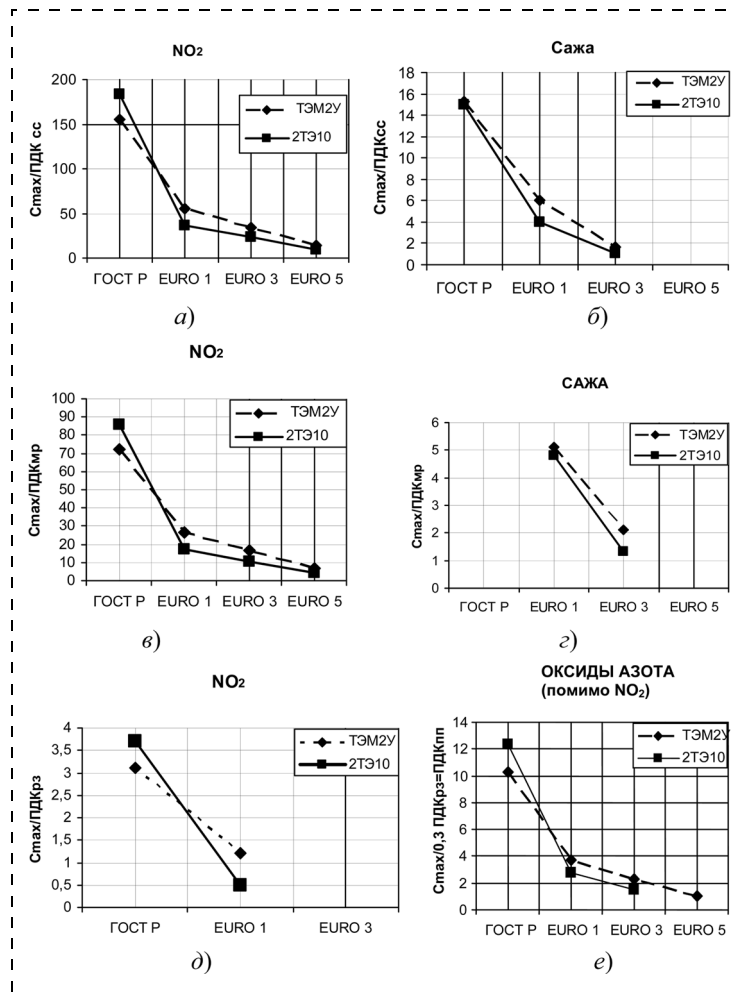 NO2
Cmax/ПДК сс
200
150
100
50
0
ТЭМ2У
2ТЭ10
ГОСТ Р EURO 1 EURO 3 EURO 5
а)
Сажа
Cmax/ПДКсс
18
16
14
12
10
8
6
4
2
0
ТЭМ2У
2ТЭ10
ГОСТ Р EURO 1 EURO 3 EURO 5
б)
NO2
Cmax/ПДКмр
100
90
80
70
60
50
40
30
20
10
0
ТЭМ2У
2ТЭ10
ГОСТ Р EURO 1 EURO 3 EURO 5
в)
САЖА
Cmax/ПДКмр
6
5
4
3
2
1
0
ТЭМ2У
2ТЭ10
ГОСТ Р EURO 1 EURO 3 EURO 5
г)
NO2
Cmax/ПДКрз
4
3,5
3
2,5
2
1,5
1
0,5
0
ТЭМ2У
2ТЭ10
ГОСТ Р EURO 1 EURO 3
д)
ОКСИДЫ АЗОТА
(помимо NO2)
Cmax/0,3 ПДКрз=ПДКпп
14
12
10
8
6
4
2
0
ТЭМ2У
2ТЭ10
ГОСТ Р EURO 1 EURO 3 EURO 5
е)